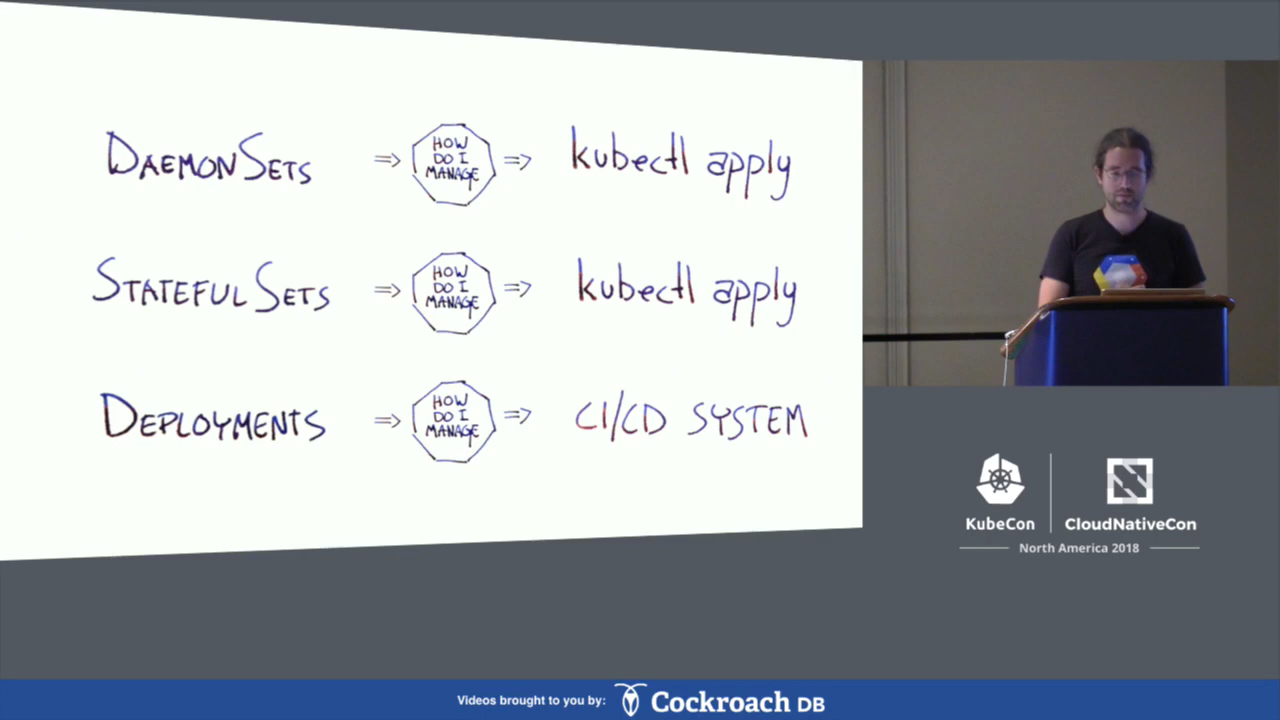 DAEMONSETS => HOW DO I MANAGE => kubectl apply
STATEFULSETS => HOW DO I MANAGE => kubectl apply
DEPLOYMENTS => HOW DO I MANAGE => CI/CD SYSTEM
KubeCon
CloudNativeCon
North America 2018
Videos brought to you by: Cockroach DB